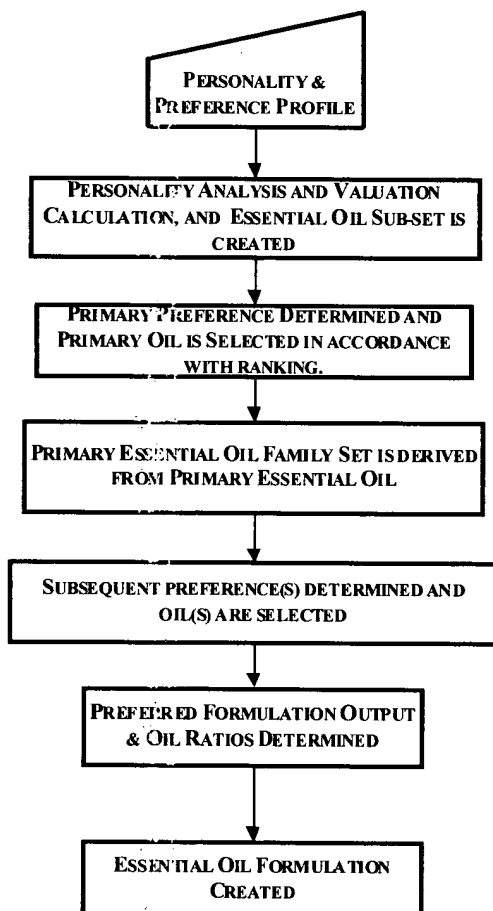 PERSONALITY &
PREFERENCE PROFILE
PERSONALITY ANALYSIS AND VALUATION
CALCULATION, AND ESSENTIAL OIL SUB-SET IS
CREATED
PRIMARY PREFERENCE DETERMINED AND
PRIMARY OIL IS SELECTED IN ACCORDANCE
WITH RANKING.
PRIMARY ESSENTIAL OIL FAMILY SET IS DERIVED
FROM PRIMARY ESSENTIAL OIL
SUBSEQUENT PREFERENCE(S) DETERMINED AND
OIL(S) ARE SELECTED
PREFERRED FORMULATION OUTPUT
& OIL RATIOS DETERMINED
ESSENTIAL OIL FORMULATION
CREATED